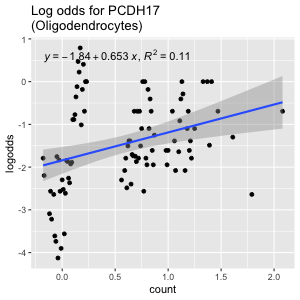 Log odds for PCDH17
(Oligodendrocytes)
y = −1.84 + 0.653 x, R² = 0.11
logodds
1
0
-1
-2
-3
-4
0.0 0.5 1.0 1.5 2.0
count